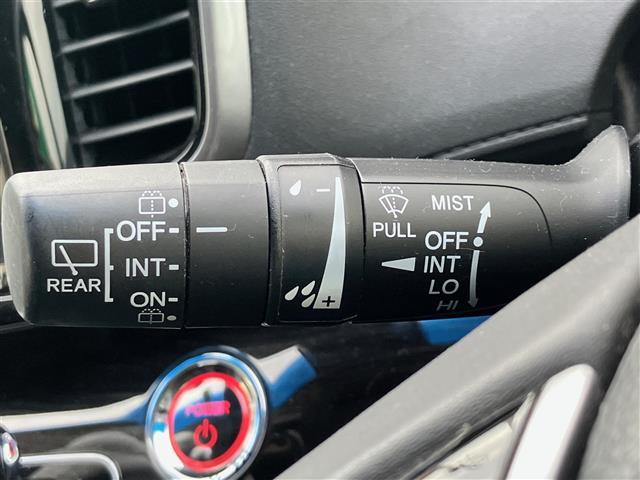 REAR
OFF
INT
ON
−
+
PULL
MIST
OFF
INT
LO
HI
POWER